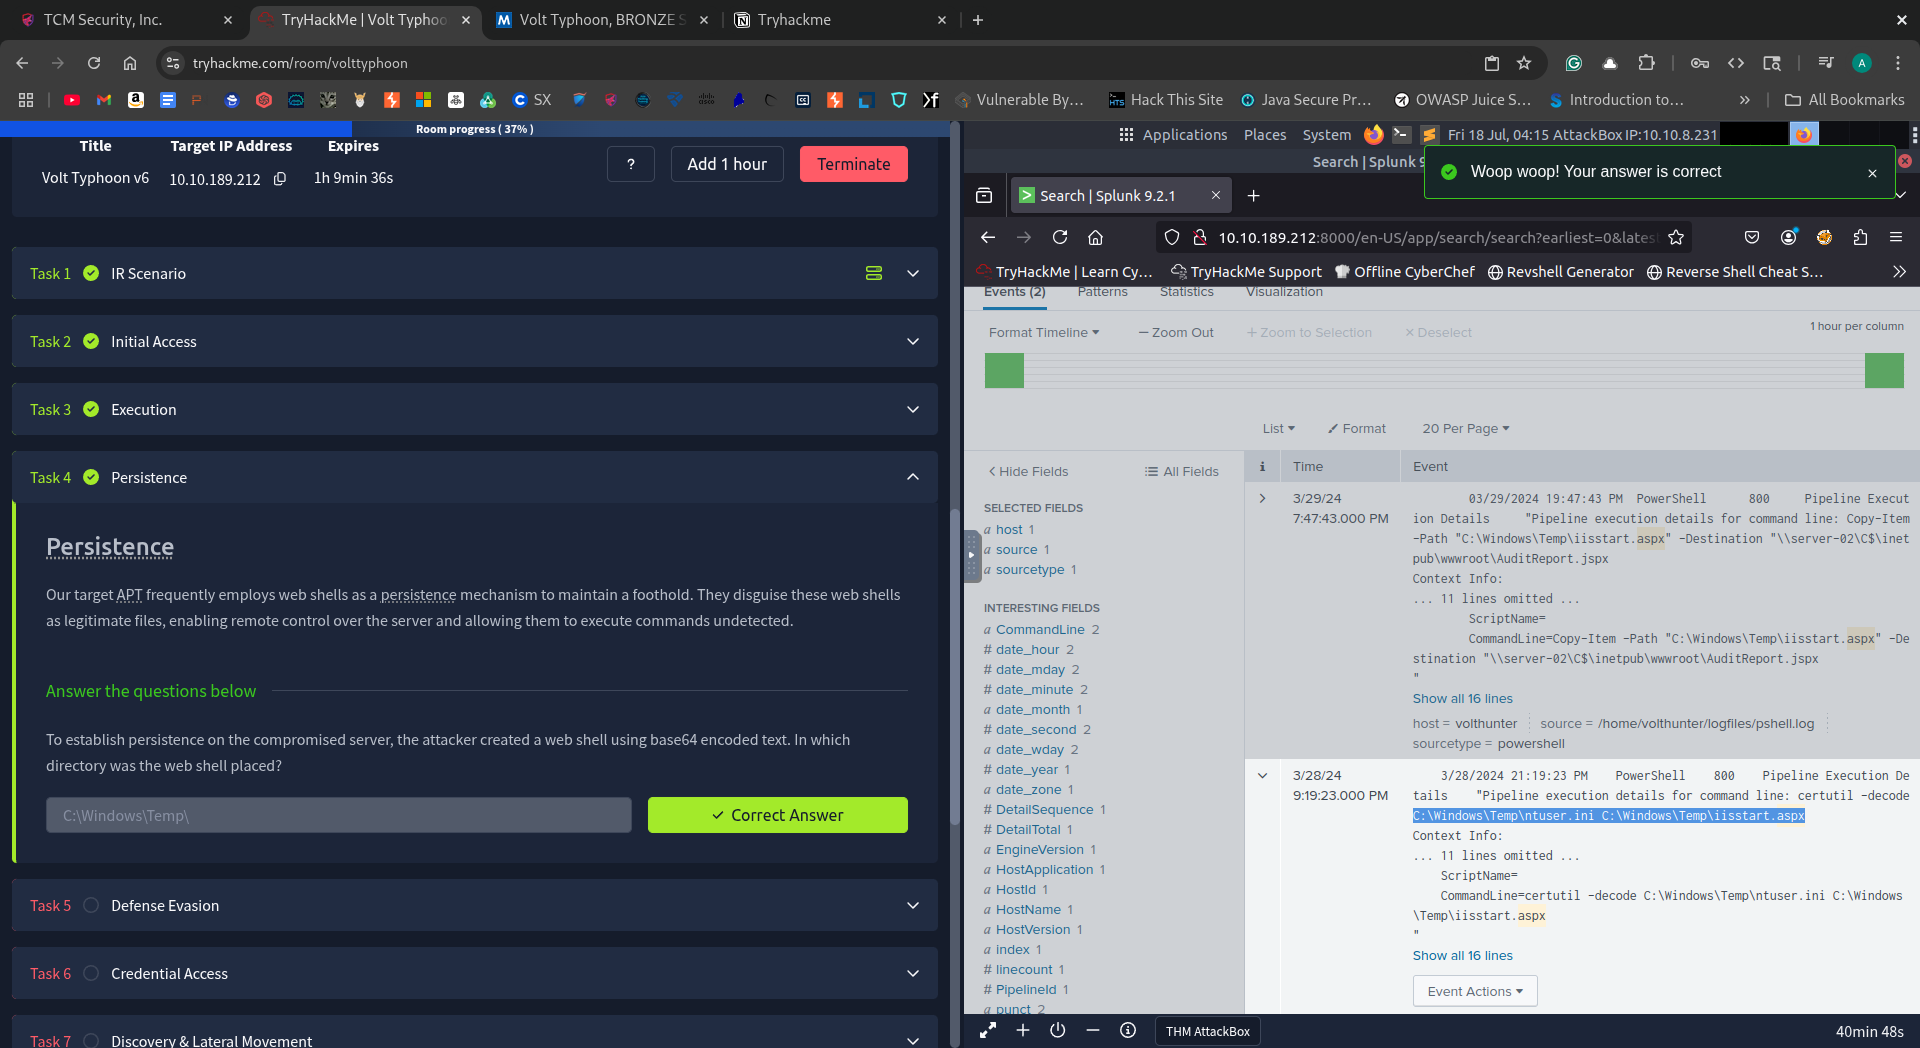 TCM Security, Inc.
TryHackMe | Volt Typhoo
Volt Typhoon, BRONZE S
Tryhackme
tryhackme.com/room/volttyphoon
A
SX
Vulnerable By…
Hack This Site
Java Secure Pr…
OWASP Juice S…
Introduction to…
All Bookmarks
Room progress ( 37% )
Title
Target IP Address
Expires
Volt Typhoon v6
10.10.189.212
1h 9min 36s
?
Add 1 hour
Terminate
Task 1 IR Scenario
Task 2 Initial Access
Task 3 Execution
Task 4 Persistence
Persistence
Our target APT frequently employs web shells as a persistence mechanism to maintain a foothold. They disguise these web shells
as legitimate files, enabling remote control over the server and allowing them to execute commands undetected.
Answer the questions below
To establish persistence on the compromised server, the attacker created a web shell using base64 encoded text. In which
directory was the web shell placed?
C:\Windows\Temp\
Correct Answer
Task 5 Defense Evasion
Task 6 Credential Access
Task 7 Discovery & Lateral Movement
Applications Places System
Fri 18 Jul, 04:15 AttackBox IP:10.10.8.231
Search | Splunk 9
Woop woop! Your answer is correct
Search | Splunk 9.2.1
10.10.189.212:8000/en-US/app/search/search?earliest=0&lates
TryHackMe | Learn Cy…
TryHackMe Support
Offline CyberChef
Revshell Generator
Reverse Shell Cheat S…
Events (2)
Patterns
Statistics
Visualization
Format Timeline
– Zoom Out
+ Zoom to Selection
× Deselect
1 hour per column
List
Format
20 Per Page
Hide Fields
All Fields
SELECTED FIELDS
a host 1
a source 1
a sourcetype 1
INTERESTING FIELDS
a CommandLine 2
# date_hour 2
# date_mday 2
# date_minute 2
a date_month 1
# date_second 2
a date_wday 2
# date_year 1
a date_zone 1
# DetailSequence 1
# DetailTotal 1
a EngineVersion 1
a HostApplication 1
a HostId 1
a HostName 1
a HostVersion 1
a index 1
# linecount 1
# PipelineId 1
a punct 2
i
Time
Event
3/29/24
7:47:43.000 PM
03/29/2024 19:47:43 PM PowerShell 800 Pipeline Execut
ion Details "Pipeline execution details for command line: Copy-Item
-Path "C:\Windows\Temp\iisstart.aspx" -Destination "\\server-02\C$\inet
pub\wwwroot\AuditReport.jspx
Context Info:
... 11 lines omitted ...
ScriptName=
CommandLine=Copy-Item -Path "C:\Windows\Temp\iisstart.aspx" -De
stination "\\server-02\C$\inetpub\wwwroot\AuditReport.jspx
"
Show all 16 lines
host = volthunter
source = /home/volthunter/logfiles/pshell.log
sourcetype = powershell
3/28/24
9:19:23.000 PM
3/28/2024 21:19:23 PM PowerShell 800 Pipeline Execution De
tails "Pipeline execution details for command line: certutil -decode
C:\Windows\Temp\ntuser.ini C:\Windows\Temp\iisstart.aspx
Context Info:
... 11 lines omitted ...
ScriptName=
CommandLine=certutil -decode C:\Windows\Temp\ntuser.ini C:\Windows
\Temp\iisstart.aspx
"
Show all 16 lines
Event Actions
THM AttackBox
40min 48s